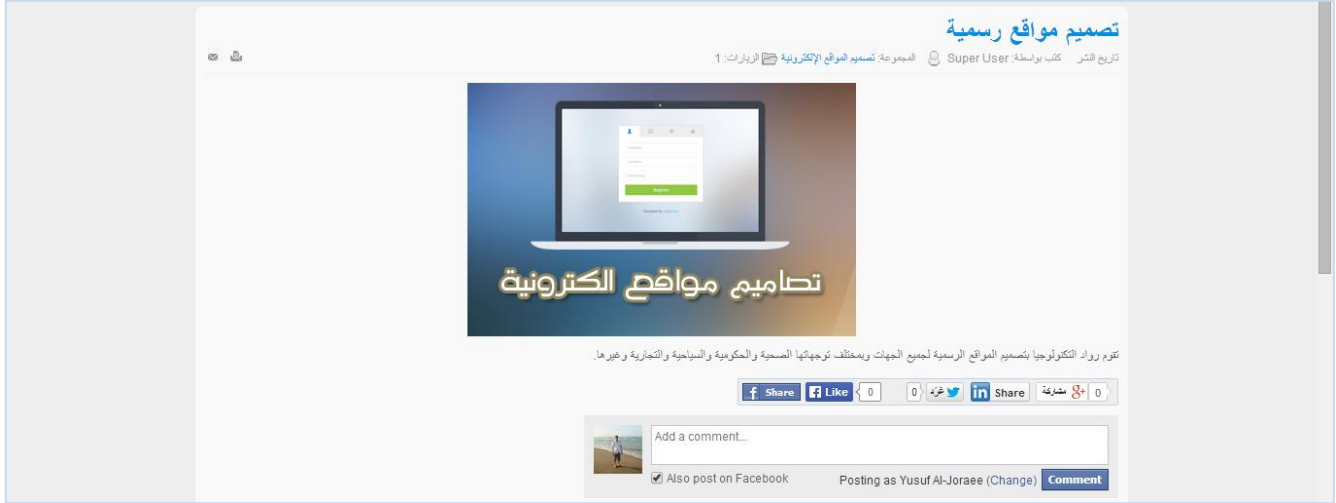 تصميم مواقع رسمية
تاريخ النشر كتب بواسطة: Super User المجموعة: تصميم المواقع الإلكترونية الزيارات: 1
Register
تصاميم مواقع الكترونية
تقوم رواد التكنولوجيا بتصميم المواقع الرسمية لجميع الجهات وبمختلف توجهاتها الصحية والحكومية والسياحية والتجارية وغيرها.
Share Like 0 0 غرّد Share مشاركة 0
Add a comment...
Also post on Facebook Posting as Yusuf Al-Joraee (Change) Comment